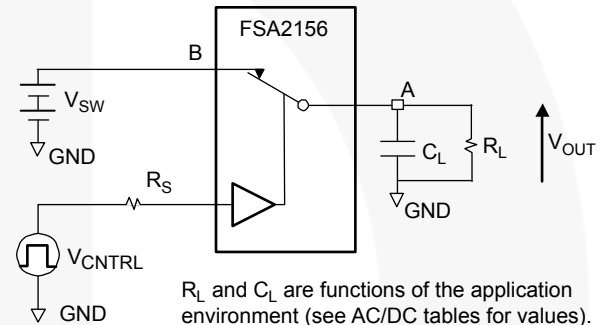 FSA2156
B
A
V_SW
GND
C_L
R_L
V_OUT
R_S
GND
V_CNTRL
GND
R_L and C_L are functions of the application
environment (see AC/DC tables for values).